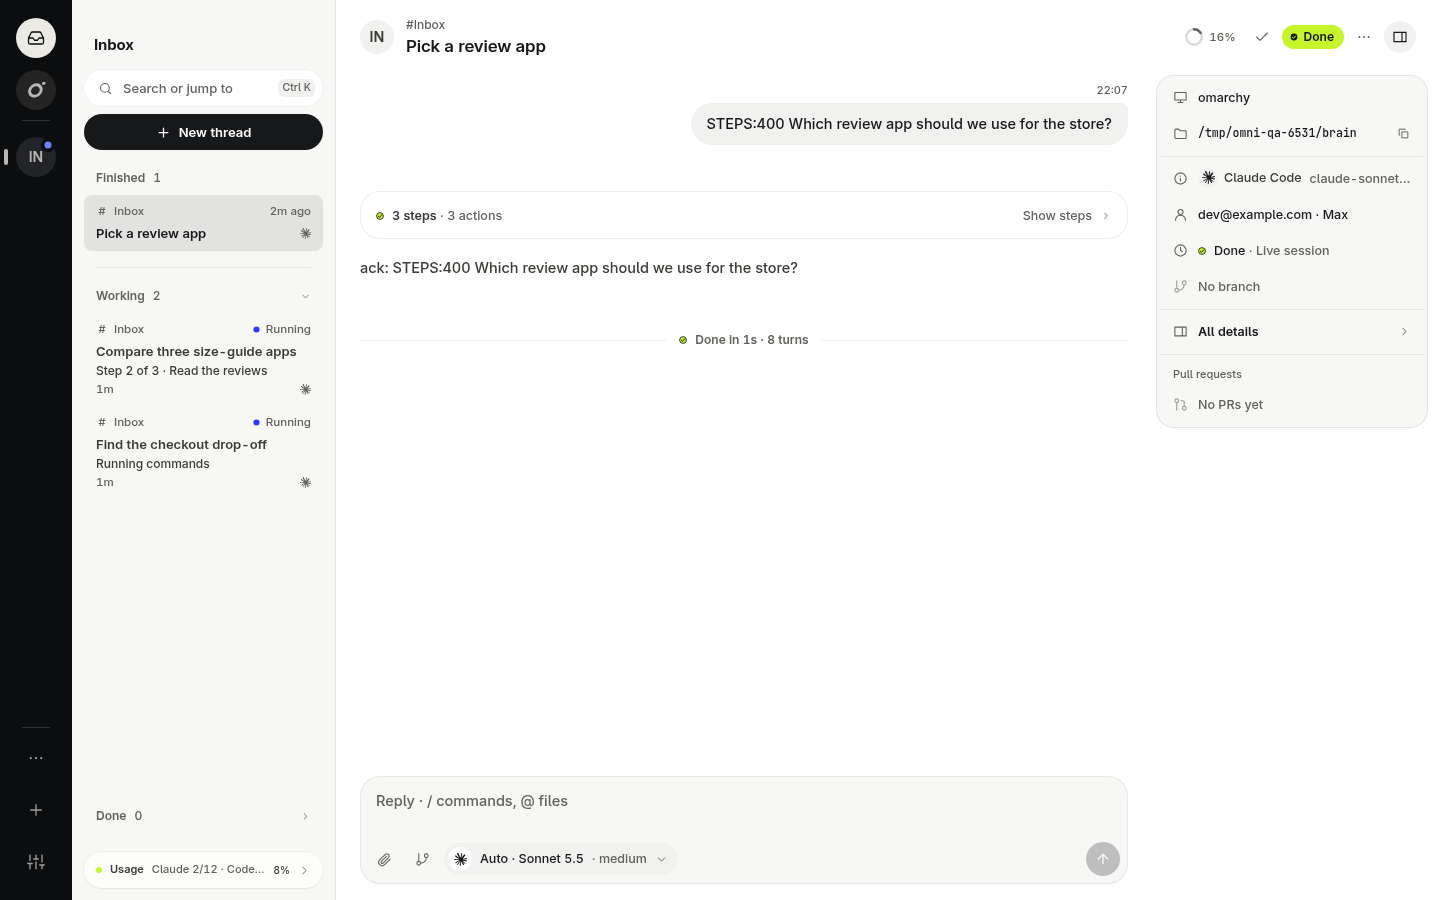 Inbox
Search or jump to
Ctrl K
New thread
IN
Finished 1
# Inbox 2m ago
Pick a review app
Working 2
# Inbox Running
Compare three size-guide apps
Step 2 of 3 · Read the reviews
1m
# Inbox Running
Find the checkout drop-off
Running commands
1m
Done 0
Usage Claude 2/12 · Code... 8%
IN
#Inbox
Pick a review app
16%
Done
22:07
STEPS:400 Which review app should we use for the store?
3 steps · 3 actions
Show steps
ack: STEPS:400 Which review app should we use for the store?
Done in 1s · 8 turns
Reply · / commands, @ files
Auto · Sonnet 5.5 · medium
omarchy
/tmp/omni-qa-6531/brain
Claude Code claude-sonnet...
dev@example.com · Max
Done · Live session
No branch
All details
Pull requests
No PRs yet